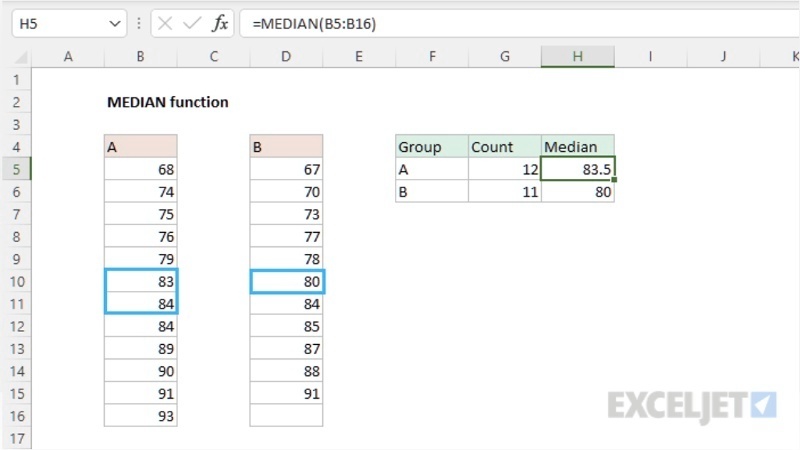 H5 fx =MEDIAN(B5:B16)
A B C D E F G H I J K
1
2 MEDIAN function
3
4 A B Group Count Median
5 68 67 A 12 83.5
6 74 70 B 11 80
7 75 73
8 76 77
9 79 78
10 83 80
11 84 84
12 84 85
13 89 87
14 90 88
15 91 91
16 93
17
EXCELJET